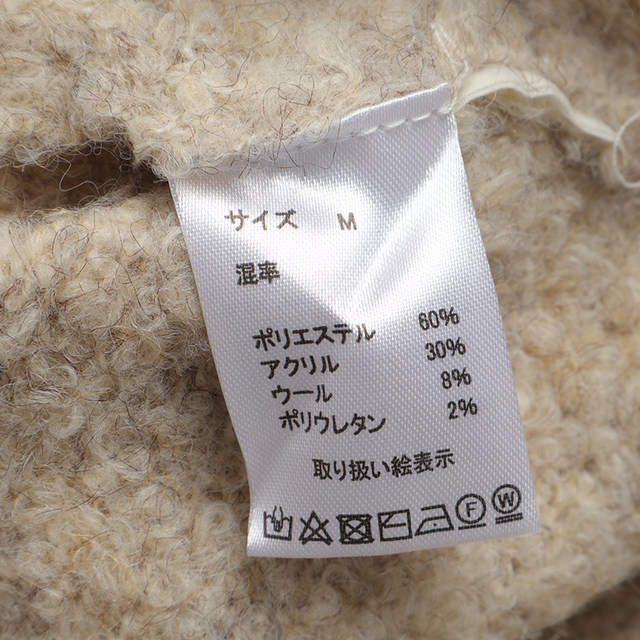 サイズ M
混率
ポリエステル 60%
アクリル 30%
ウール 8%
ポリウレタン 2%
取り扱い絵表示
F W